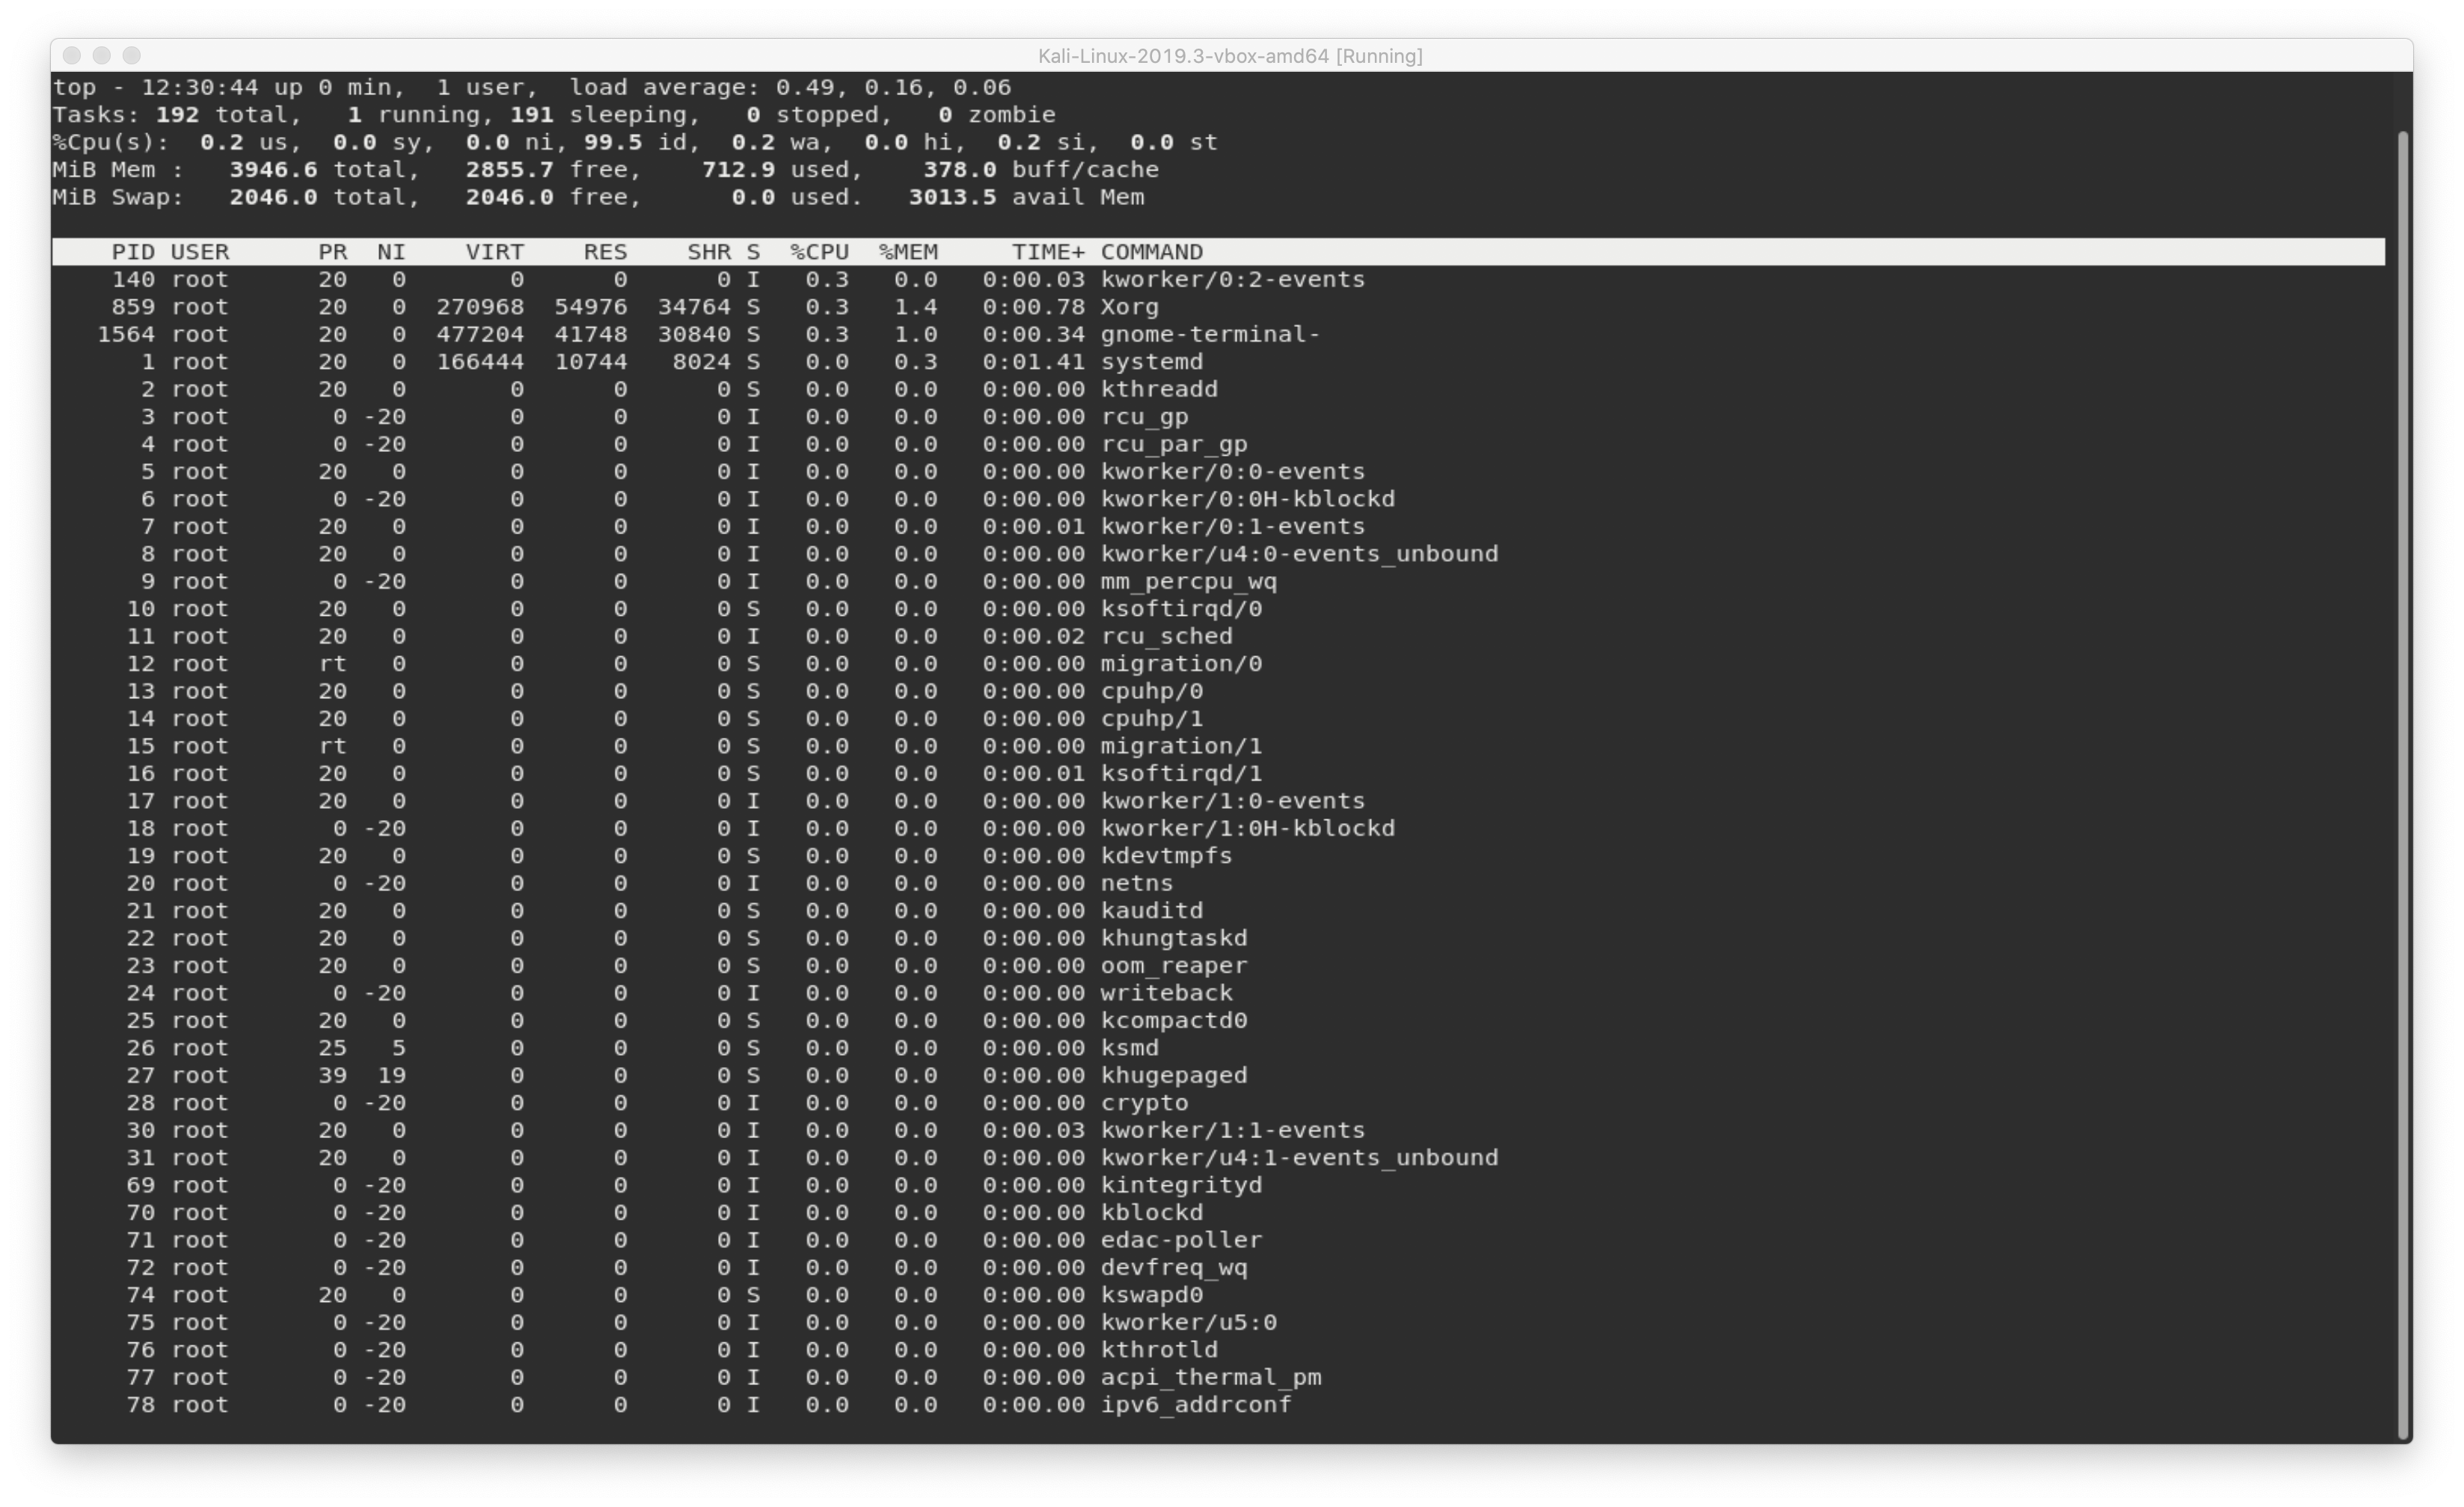 Kali-Linux-2019.3-vbox-amd64 [Running]
top - 12:30:44 up 0 min,  1 user,  load average: 0.49, 0.16, 0.06
Tasks: 192 total,   1 running, 191 sleeping,   0 stopped,   0 zombie
%Cpu(s):  0.2 us,  0.0 sy,  0.0 ni, 99.5 id,  0.2 wa,  0.0 hi,  0.2 si,  0.0 st
MiB Mem :   3946.6 total,   2855.7 free,    712.9 used,    378.0 buff/cache
MiB Swap:   2046.0 total,   2046.0 free,      0.0 used.   3013.5 avail Mem
PID USER PR NI VIRT RES SHR S %CPU %MEM TIME+ COMMAND
140 root 20 0 0 0 0 I 0.3 0.0 0:00.03 kworker/0:2-events
859 root 20 0 270968 54976 34764 S 0.3 1.4 0:00.78 Xorg
1564 root 20 0 477204 41748 30840 S 0.3 1.0 0:00.34 gnome-terminal-
1 root 20 0 166444 10744 8024 S 0.0 0.3 0:01.41 systemd
2 root 20 0 0 0 0 S 0.0 0.0 0:00.00 kthreadd
3 root 0 -20 0 0 0 I 0.0 0.0 0:00.00 rcu_gp
4 root 0 -20 0 0 0 I 0.0 0.0 0:00.00 rcu_par_gp
5 root 20 0 0 0 0 I 0.0 0.0 0:00.00 kworker/0:0-events
6 root 0 -20 0 0 0 I 0.0 0.0 0:00.00 kworker/0:0H-kblockd
7 root 20 0 0 0 0 I 0.0 0.0 0:00.01 kworker/0:1-events
8 root 20 0 0 0 0 I 0.0 0.0 0:00.00 kworker/u4:0-events_unbound
9 root 0 -20 0 0 0 I 0.0 0.0 0:00.00 mm_percpu_wq
10 root 20 0 0 0 0 S 0.0 0.0 0:00.00 ksoftirqd/0
11 root 20 0 0 0 0 I 0.0 0.0 0:00.02 rcu_sched
12 root rt 0 0 0 0 S 0.0 0.0 0:00.00 migration/0
13 root 20 0 0 0 0 S 0.0 0.0 0:00.00 cpuhp/0
14 root 20 0 0 0 0 S 0.0 0.0 0:00.00 cpuhp/1
15 root rt 0 0 0 0 S 0.0 0.0 0:00.00 migration/1
16 root 20 0 0 0 0 S 0.0 0.0 0:00.01 ksoftirqd/1
17 root 20 0 0 0 0 I 0.0 0.0 0:00.00 kworker/1:0-events
18 root 0 -20 0 0 0 I 0.0 0.0 0:00.00 kworker/1:0H-kblockd
19 root 20 0 0 0 0 S 0.0 0.0 0:00.00 kdevtmpfs
20 root 0 -20 0 0 0 I 0.0 0.0 0:00.00 netns
21 root 20 0 0 0 0 S 0.0 0.0 0:00.00 kauditd
22 root 20 0 0 0 0 S 0.0 0.0 0:00.00 khungtaskd
23 root 20 0 0 0 0 S 0.0 0.0 0:00.00 oom_reaper
24 root 0 -20 0 0 0 I 0.0 0.0 0:00.00 writeback
25 root 20 0 0 0 0 S 0.0 0.0 0:00.00 kcompactd0
26 root 25 5 0 0 0 S 0.0 0.0 0:00.00 ksmd
27 root 39 19 0 0 0 S 0.0 0.0 0:00.00 khugepaged
28 root 0 -20 0 0 0 I 0.0 0.0 0:00.00 crypto
30 root 20 0 0 0 0 I 0.0 0.0 0:00.03 kworker/1:1-events
31 root 20 0 0 0 0 I 0.0 0.0 0:00.00 kworker/u4:1-events_unbound
69 root 0 -20 0 0 0 I 0.0 0.0 0:00.00 kintegrityd
70 root 0 -20 0 0 0 I 0.0 0.0 0:00.00 kblockd
71 root 0 -20 0 0 0 I 0.0 0.0 0:00.00 edac-poller
72 root 0 -20 0 0 0 I 0.0 0.0 0:00.00 devfreq_wq
74 root 20 0 0 0 0 S 0.0 0.0 0:00.00 kswapd0
75 root 0 -20 0 0 0 I 0.0 0.0 0:00.00 kworker/u5:0
76 root 0 -20 0 0 0 I 0.0 0.0 0:00.00 kthrotld
77 root 0 -20 0 0 0 I 0.0 0.0 0:00.00 acpi_thermal_pm
78 root 0 -20 0 0 0 I 0.0 0.0 0:00.00 ipv6_addrconf